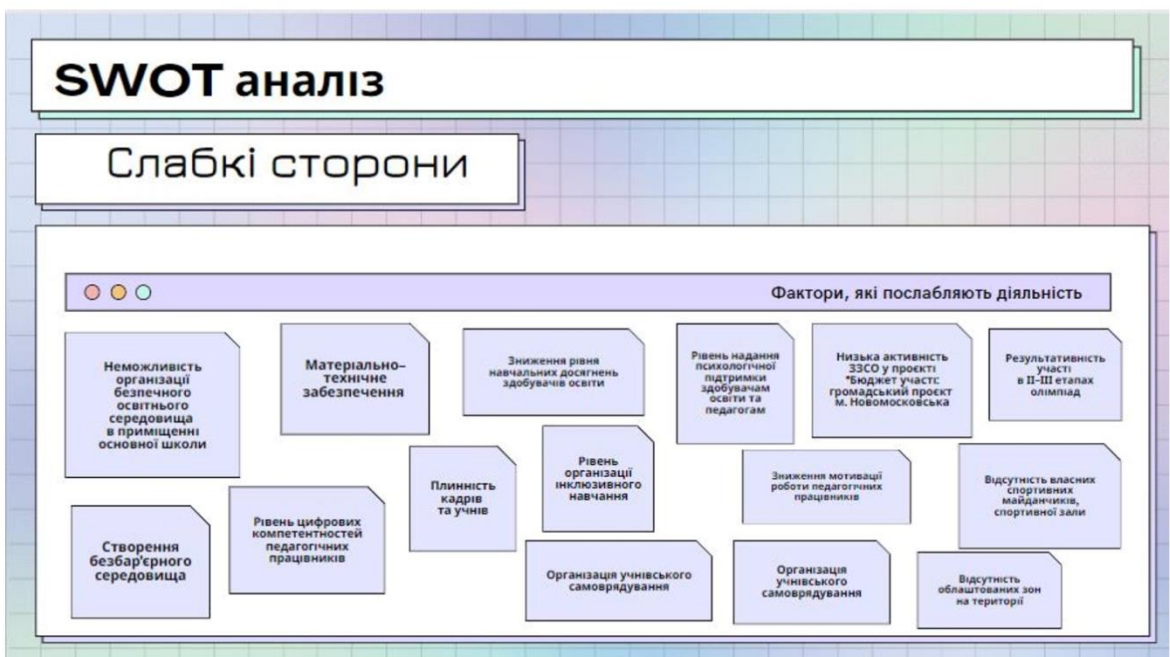 SWOT аналіз
Слабкі сторони
Фактори, які послабляють діяльність
Неможливість
організації
безпечного
освітнього
середовища
в приміщенні
основної школи
Матеріально–
технічне
забезпечення
Зниження рівня
навчальних досягнень
здобувачів освіти
Рівень надання
психологічної
підтримки
здобувачам
освіти та
педагогам
Низька активність
ЗЗСО у проєкті
"Бюджет участі:
громадський проєкт
м. Новомосковська
Результативність
участі
в ІІ–ІІІ етапах
олімпіад
Плинність
кадрів
та учнів
Рівень
організації
інклюзивного
навчання
Зниження мотивації
роботи педагогічних
працівників
Відсутність власних
спортивних
майданчиків,
спортивної зали
Створення
безбар'єрного
середовища
Рівень цифрових
компетентностей
педагогічних
працівників
Організація учнівського
самоврядування
Організація
учнівського
самоврядування
Відсутність
облаштованих зон
на території